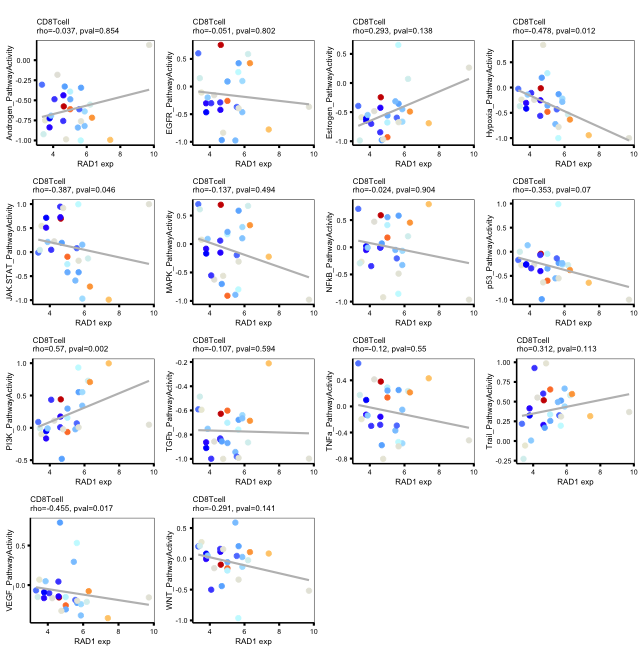 CD8Tcell
rho=-0.037, pval=0.854
Androgen_PathwayActivity
0.00
-0.25
-0.50
-0.75
-1.00
4 6 8 10
RAD1 exp
CD8Tcell
rho=-0.051, pval=0.802
EGFR_PathwayActivity
0.5
0.0
-0.5
-1.0
4 6 8 10
RAD1 exp
CD8Tcell
rho=0.293, pval=0.138
Estrogen_PathwayActivity
0.5
0.0
-0.5
-1.0
4 6 8 10
RAD1 exp
CD8Tcell
rho=-0.478, pval=0.012
Hypoxia_PathwayActivity
0.5
0.0
-0.5
-1.0
4 6 8 10
RAD1 exp
CD8Tcell
rho=-0.387, pval=0.046
JAK-STAT_PathwayActivity
1.0
0.5
0.0
-0.5
-1.0
4 6 8 10
RAD1 exp
CD8Tcell
rho=-0.137, pval=0.494
MAPK_PathwayActivity
0.5
0.0
-0.5
-1.0
4 6 8 10
RAD1 exp
CD8Tcell
rho=-0.024, pval=0.904
NFkB_PathwayActivity
0.5
0.0
-0.5
-1.0
4 6 8 10
RAD1 exp
CD8Tcell
rho=-0.353, pval=0.07
p53_PathwayActivity
1.0
0.5
0.0
-0.5
-1.0
4 6 8 10
RAD1 exp
CD8Tcell
rho=0.57, pval=0.002
PI3K_PathwayActivity
1.0
0.5
0.0
-0.5
4 6 8 10
RAD1 exp
CD8Tcell
rho=-0.107, pval=0.594
TGFb_PathwayActivity
-0.2
-0.4
-0.6
-0.8
-1.0
4 6 8 10
RAD1 exp
CD8Tcell
rho=-0.12, pval=0.55
TNFa_PathwayActivity
0.4
0.0
-0.4
-0.8
4 6 8 10
RAD1 exp
CD8Tcell
rho=0.312, pval=0.113
Trail_PathwayActivity
1.00
0.75
0.50
0.25
0.00
-0.25
4 6 8 10
RAD1 exp
CD8Tcell
rho=-0.455, pval=0.017
VEGF_PathwayActivity
0.5
0.0
4 6 8 10
RAD1 exp
CD8Tcell
rho=-0.291, pval=0.141
WNT_PathwayActivity
0.5
0.0
-0.5
-1.0
4 6 8 10
RAD1 exp